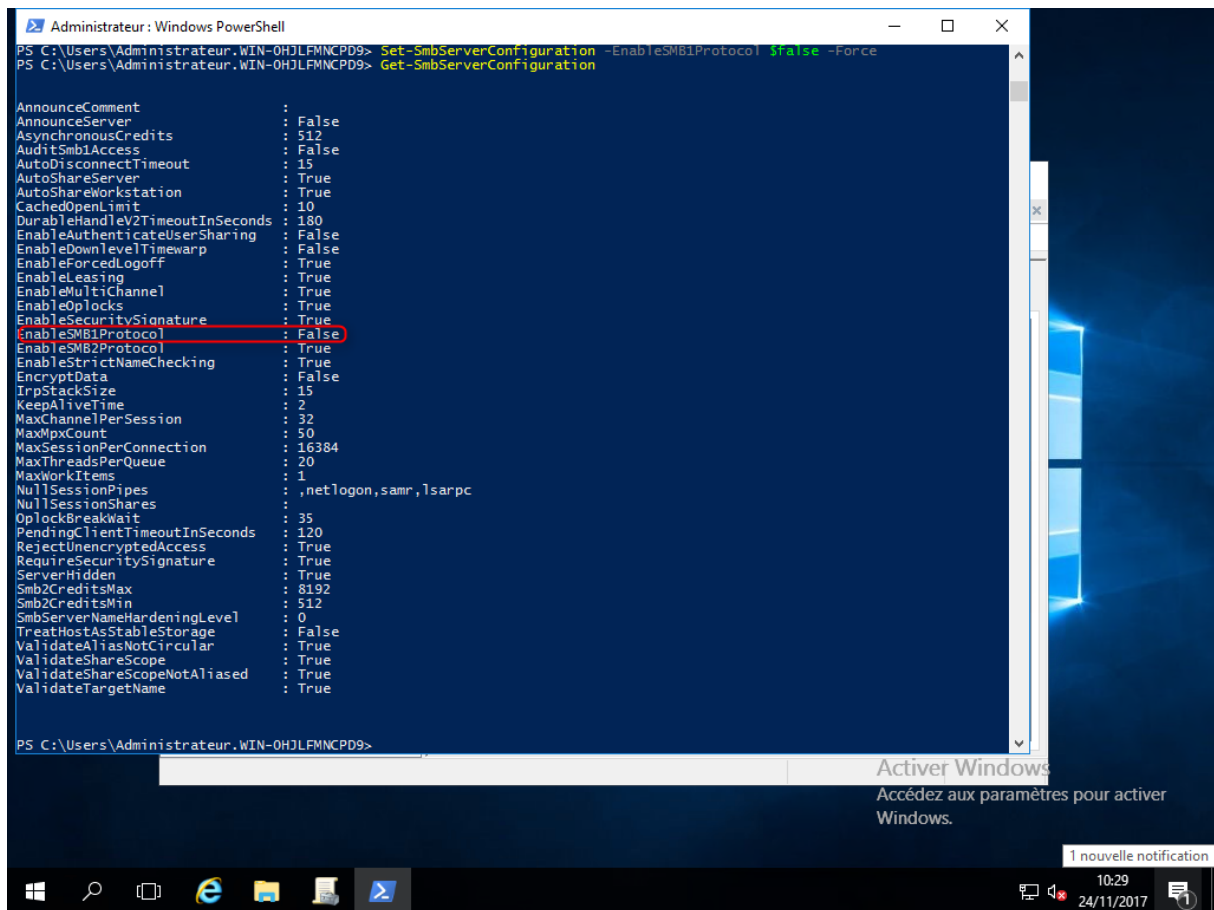 Administrateur : Windows PowerShell
PS C:\Users\Administrateur.WIN-OHJLFMNCPD9> Set-SmbServerConfiguration -EnableSMB1Protocol $false -Force
PS C:\Users\Administrateur.WIN-OHJLFMNCPD9> Get-SmbServerConfiguration
AnnounceComment :
AnnounceServer : False
AsynchronousCredits : 512
AuditSmb1Access : False
AutoDisconnectTimeout : 15
AutoShareServer : True
AutoShareWorkstation : True
CachedOpenLimit : 10
DurableHandleV2TimeoutInSeconds : 180
EnableAuthenticateUserSharing : False
EnableDownlevelTimewarp : False
EnableForcedLogoff : True
EnableLeasing : True
EnableMultiChannel : True
EnableOplocks : True
EnableSecuritySignature : True
EnableSMB1Protocol : False
EnableSMB2Protocol : True
EnableStrictNameChecking : True
EncryptData : False
IrpStackSize : 15
KeepAliveTime : 2
MaxChannelPerSession : 32
MaxMpxCount : 50
MaxSessionPerConnection : 16384
MaxThreadsPerQueue : 20
MaxWorkItems : 1
NullSessionPipes : ,netlogon,samr,lsarpc
NullSessionShares :
OplockBreakWait : 35
PendingClientTimeoutInSeconds : 120
RejectUnencryptedAccess : True
RequireSecuritySignature : True
ServerHidden : True
Smb2CreditsMax : 8192
Smb2CreditsMin : 512
SmbServerNameHardeningLevel : 0
TreatHostAsStableStorage : False
ValidateAliasNotCircular : True
ValidateShareScope : True
ValidateShareScopeNotAliased : True
ValidateTargetName : True
PS C:\Users\Administrateur.WIN-OHJLFMNCPD9>
Activer Windows
Accédez aux paramètres pour activer
Windows.
1 nouvelle notification
10:29
24/11/2017
1